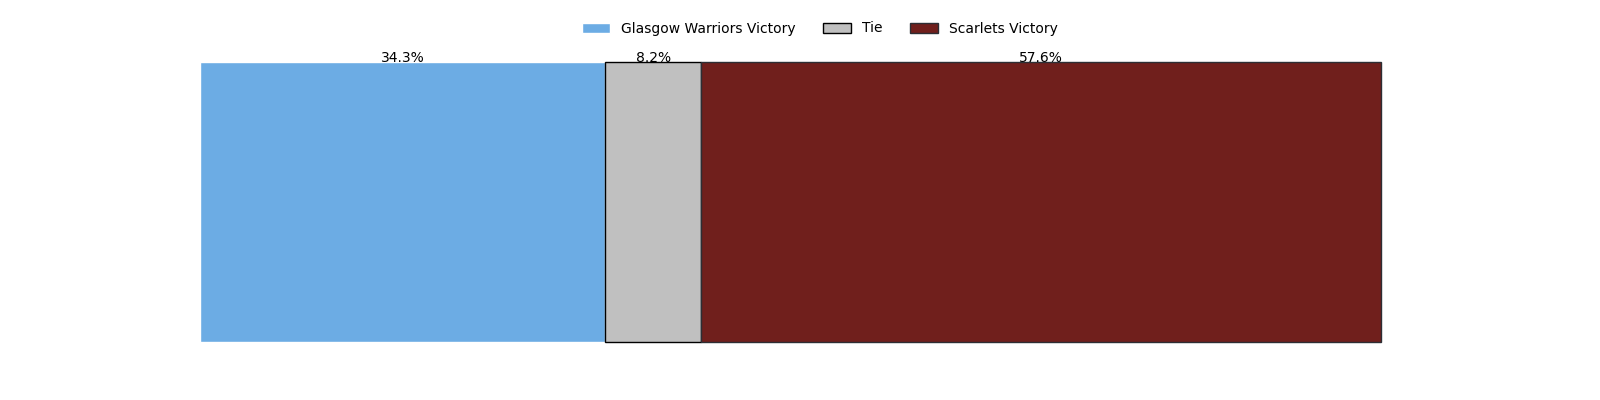 Glasgow Warriors Victory Tie Scarlets Victory
34.3% 8.2% 57.6%